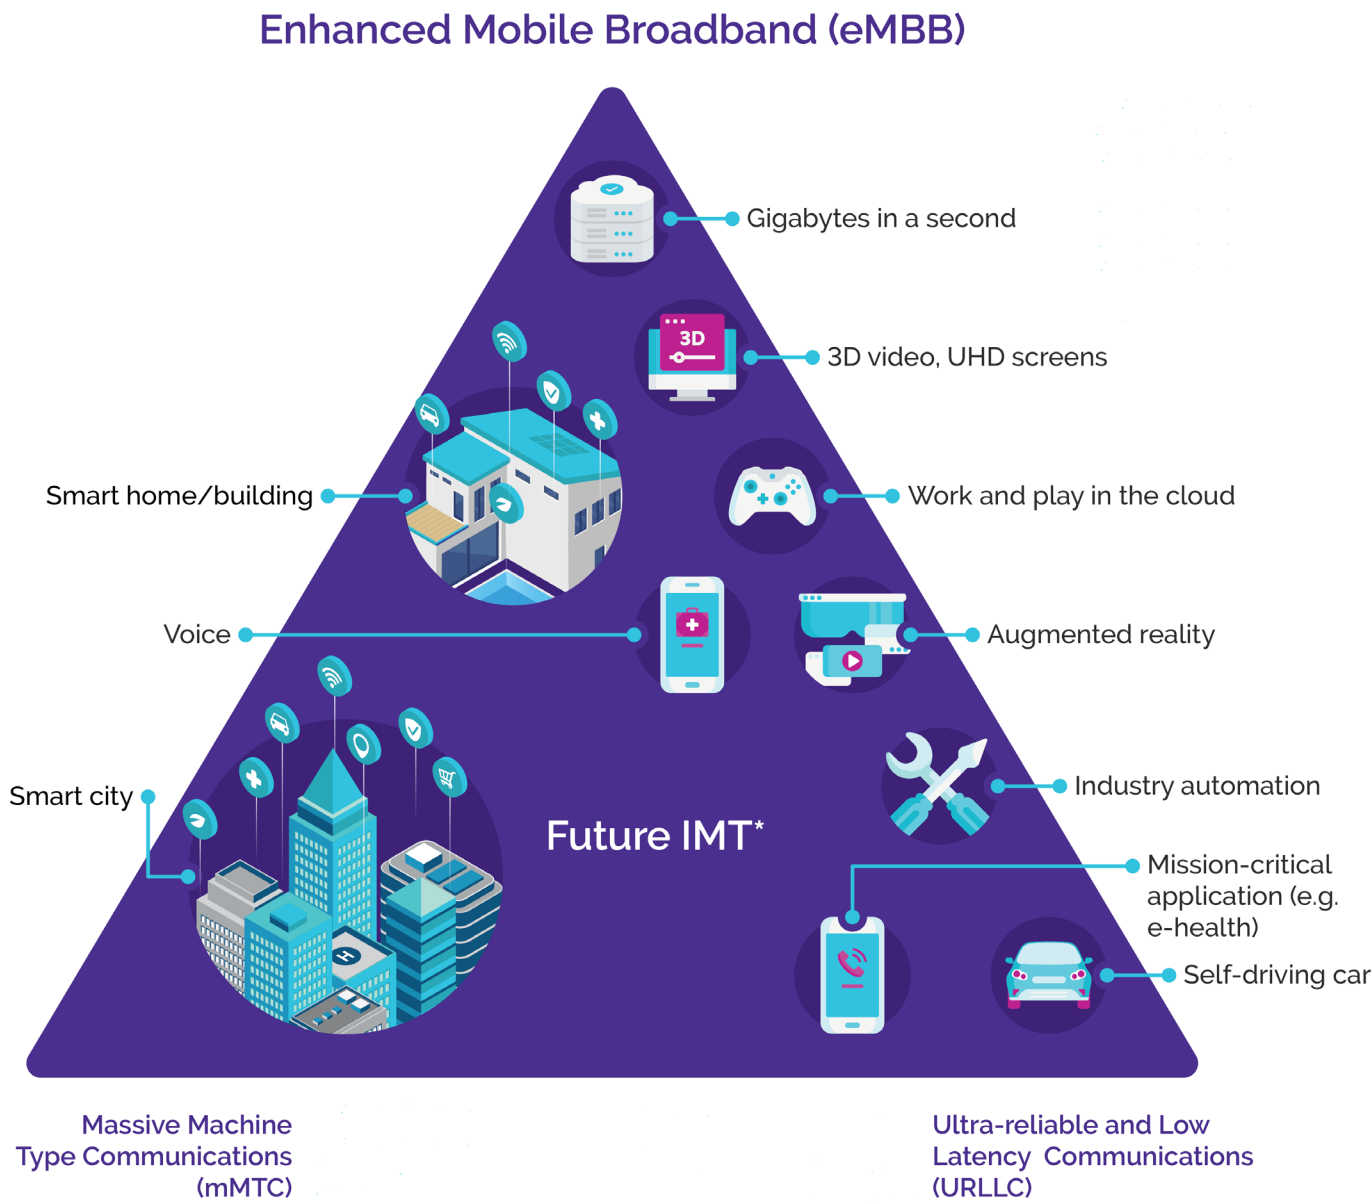 Enhanced Mobile Broadband (eMBB)
Gigabytes in a second
3D
3D video, UHD screens
Smart home/building
Work and play in the cloud
Voice
Augmented reality
Smart city
Industry automation
Future IMT*
Mission-critical
application (e.g.
e-health)
H
Self-driving car
Massive Machine
Type Communications
(mMTC)
Ultra-reliable and Low
Latency Communications
(URLLC)